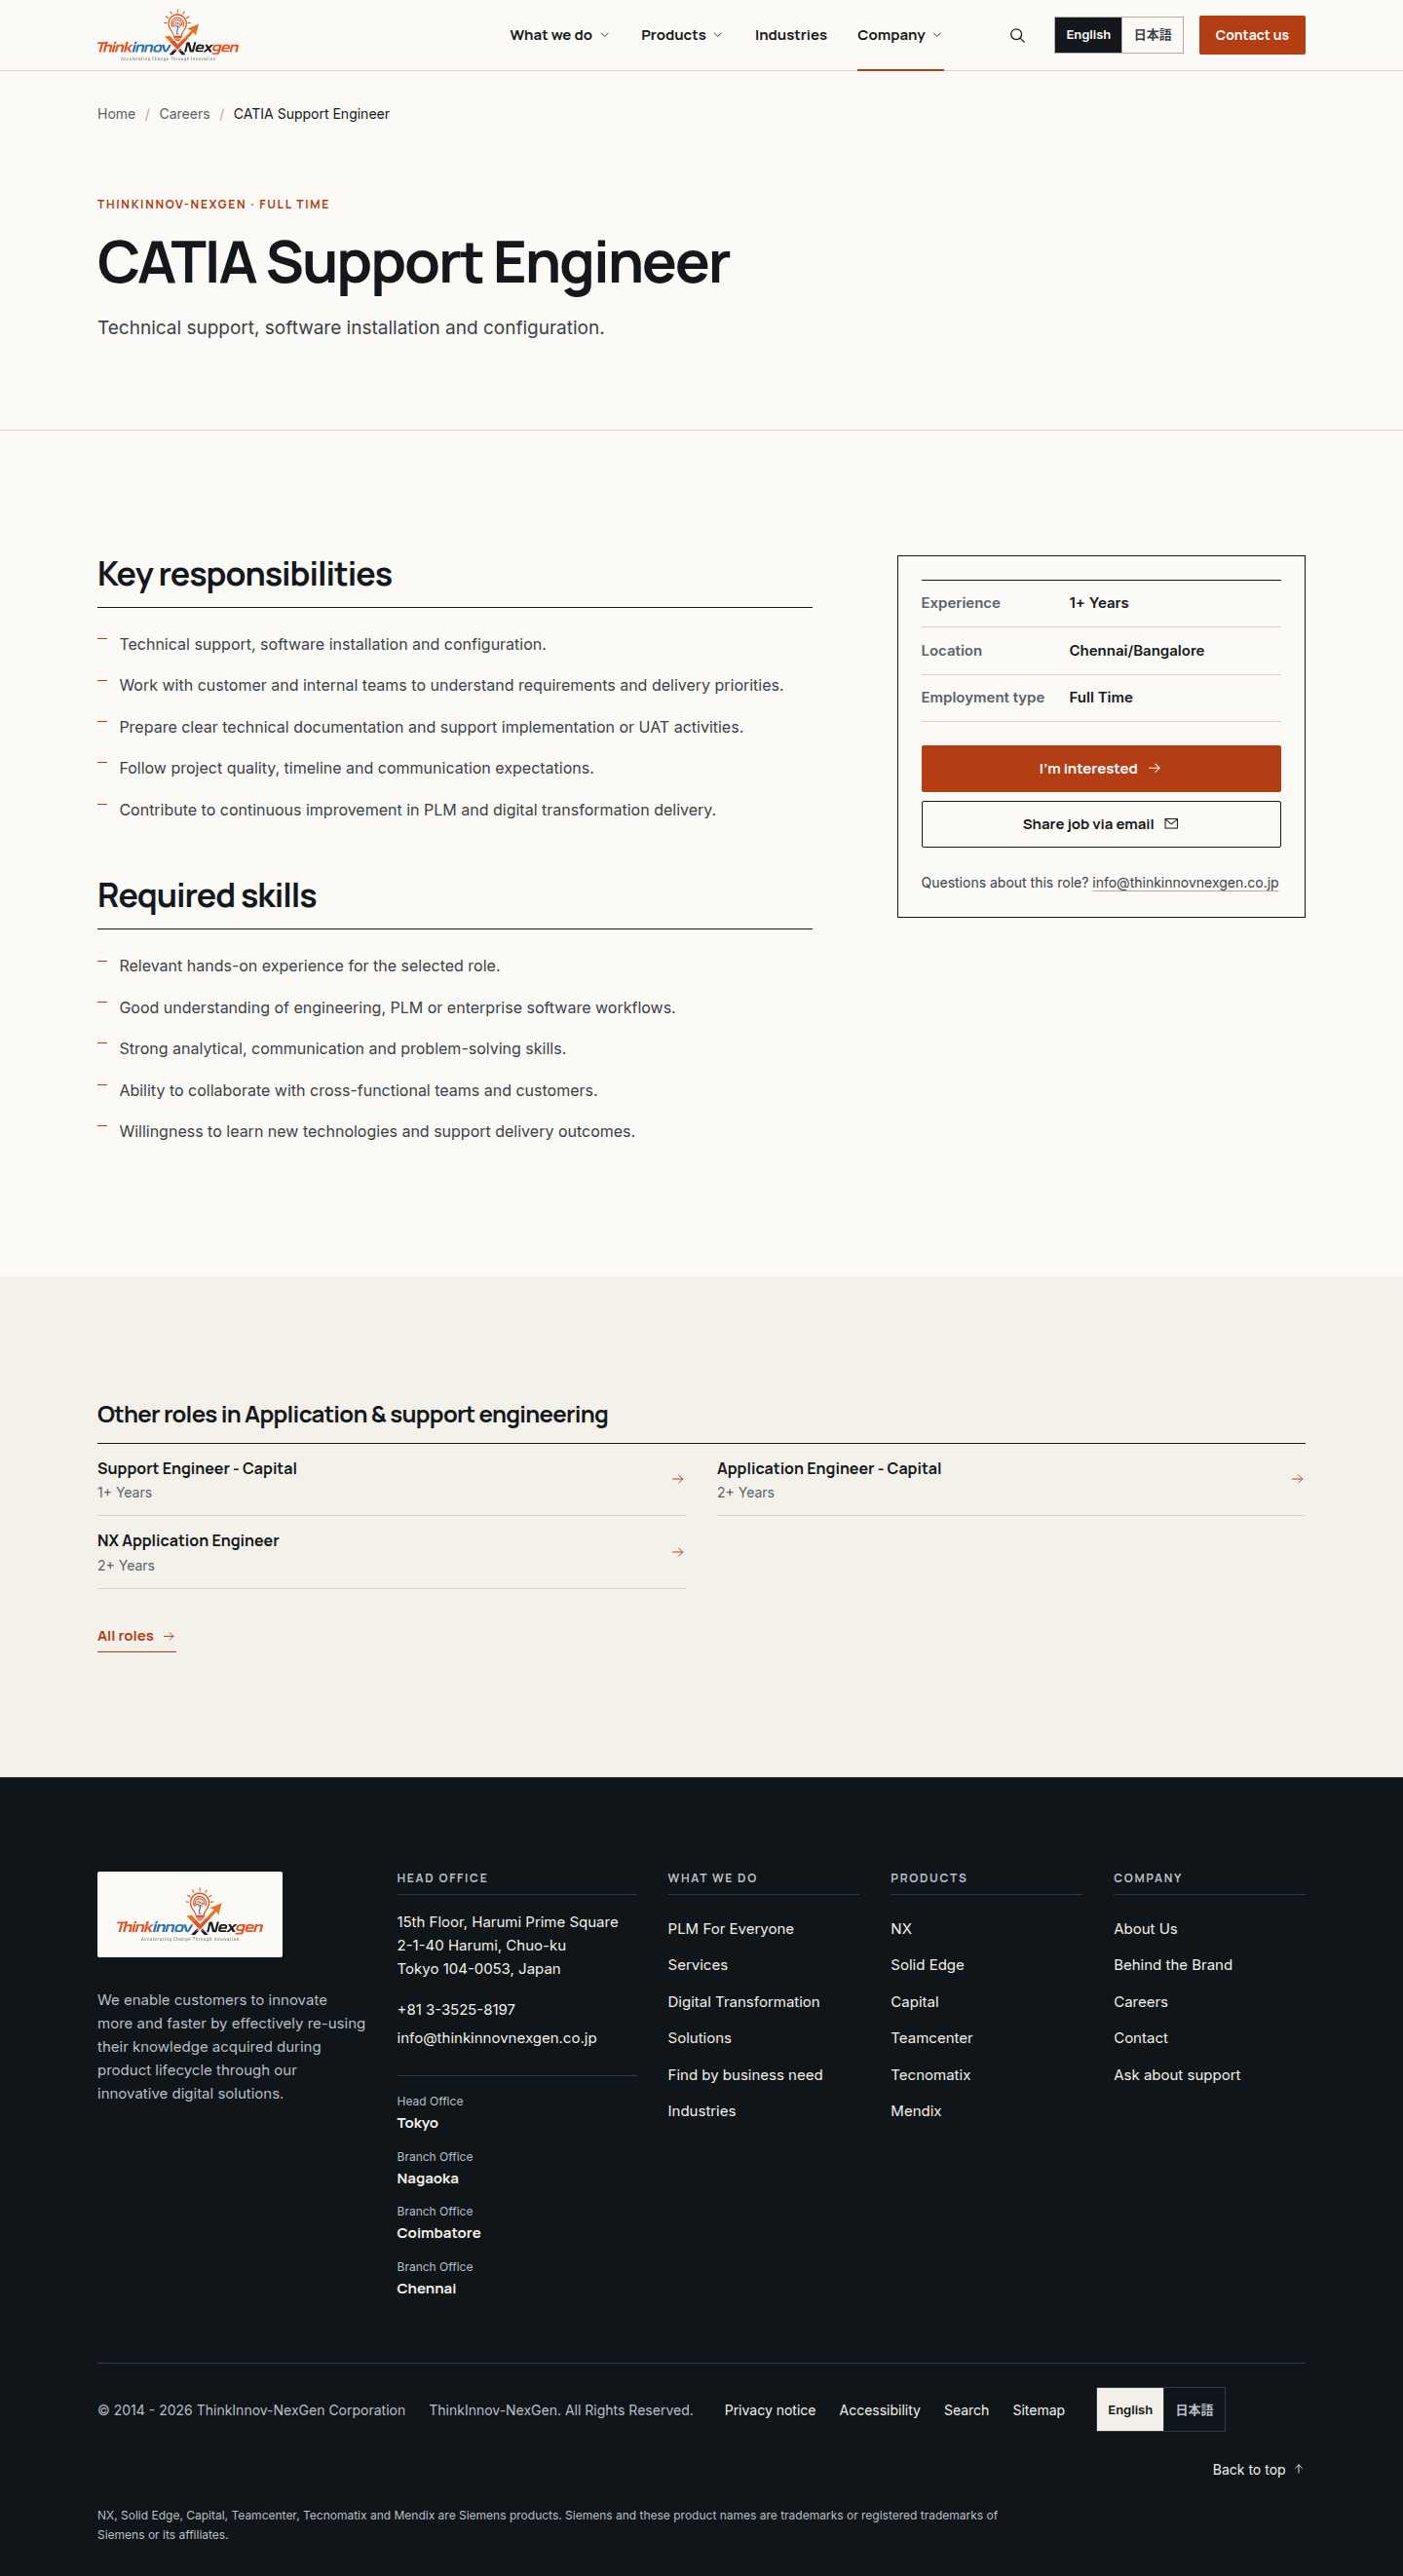 ThinkinnovXNexgen
Accelerating Change Through Innovation
What we do
Products
Industries
Company
English
日本語
Contact us
Home / Careers / CATIA Support Engineer
THINKINNOV-NEXGEN · FULL TIME
CATIA Support Engineer
Technical support, software installation and configuration.
Key responsibilities
Technical support, software installation and configuration.
Work with customer and internal teams to understand requirements and delivery priorities.
Prepare clear technical documentation and support implementation or UAT activities.
Follow project quality, timeline and communication expectations.
Contribute to continuous improvement in PLM and digital transformation delivery.
Required skills
Relevant hands-on experience for the selected role.
Good understanding of engineering, PLM or enterprise software workflows.
Strong analytical, communication and problem-solving skills.
Ability to collaborate with cross-functional teams and customers.
Willingness to learn new technologies and support delivery outcomes.
Experience 1+ Years
Location Chennai/Bangalore
Employment type Full Time
I'm interested →
Share job via email
Questions about this role? info@thinkinnovnexgen.co.jp
Other roles in Application & support engineering
Support Engineer - Capital
1+ Years
→
Application Engineer - Capital
2+ Years
→
NX Application Engineer
2+ Years
→
All roles →
ThinkinnovXNexgen
Accelerating Change Through Innovation
We enable customers to innovate
more and faster by effectively re-using
their knowledge acquired during
product lifecycle through our
innovative digital solutions.
HEAD OFFICE
15th Floor, Harumi Prime Square
2-1-40 Harumi, Chuo-ku
Tokyo 104-0053, Japan
+81 3-3525-8197
info@thinkinnovnexgen.co.jp
Head Office
Tokyo
Branch Office
Nagaoka
Branch Office
Coimbatore
Branch Office
Chennai
WHAT WE DO
PLM For Everyone
Services
Digital Transformation
Solutions
Find by business need
Industries
PRODUCTS
NX
Solid Edge
Capital
Teamcenter
Tecnomatix
Mendix
COMPANY
About Us
Behind the Brand
Careers
Contact
Ask about support
© 2014 - 2026 ThinkInnov-NexGen Corporation
ThinkInnov-NexGen. All Rights Reserved.
Privacy notice
Accessibility
Search
Sitemap
English
日本語
Back to top ↑
NX, Solid Edge, Capital, Teamcenter, Tecnomatix and Mendix are Siemens products. Siemens and these product names are trademarks or registered trademarks of
Siemens or its affiliates.